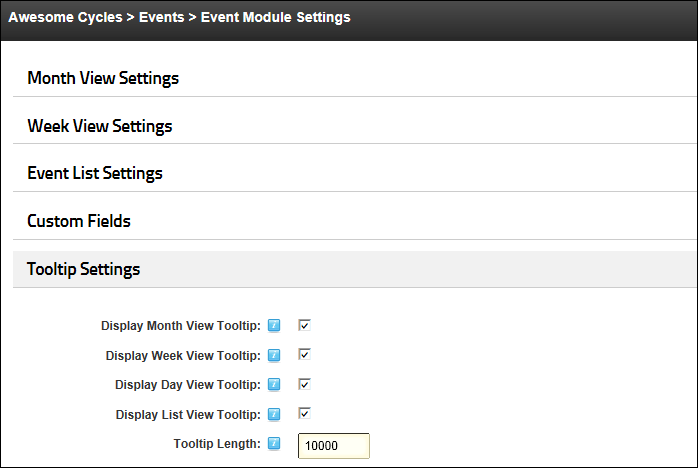 Awesome Cycles > Events > Event Module Settings
Month View Settings
Week View Settings
Event List Settings
Custom Fields
Tooltip Settings
Display Month View Tooltip:
Display Week View Tooltip:
Display Day View Tooltip:
Display List View Tooltip:
Tooltip Length: 10000